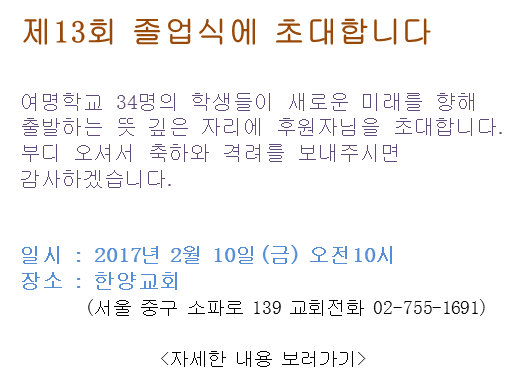 제13회 졸업식에 초대합니다
여명학교 34명의 학생들이 새로운 미래를 향해
출발하는 뜻 깊은 자리에 후원자님을 초대합니다.
부디 오셔서 축하와 격려를 보내주시면
감사하겠습니다.
일시 : 2017년 2월 10일(금) 오전10시
장소 : 한양교회
(서울 중구 소파로 139 교회전화 02-755-1691)
<자세한 내용 보러가기>